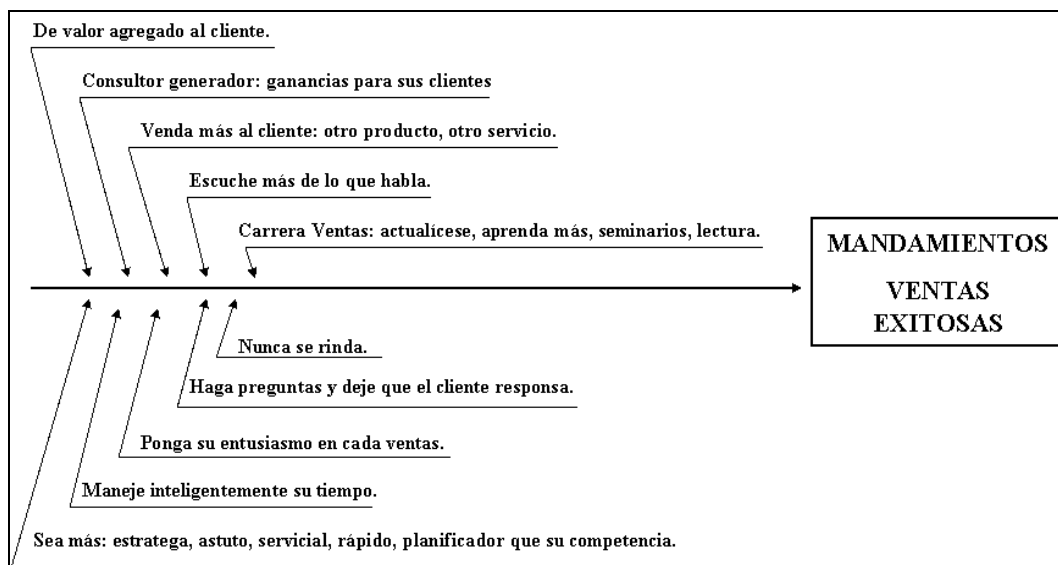 De valor agregado al cliente.
Consultor generador: ganancias para sus clientes
Venda más al cliente: otro producto, otro servicio.
Escuche más de lo que habla.
Carrera Ventas: actualícese, aprenda más, seminarios, lectura.
MANDAMIENTOS
VENTAS
EXITOSAS
Nunca se rinda.
Haga preguntas y deje que el cliente responsa.
Ponga su entusiasmo en cada ventas.
Maneje inteligentemente su tiempo.
Sea más: estratega, astuto, servicial, rápido, planificador que su competencia.